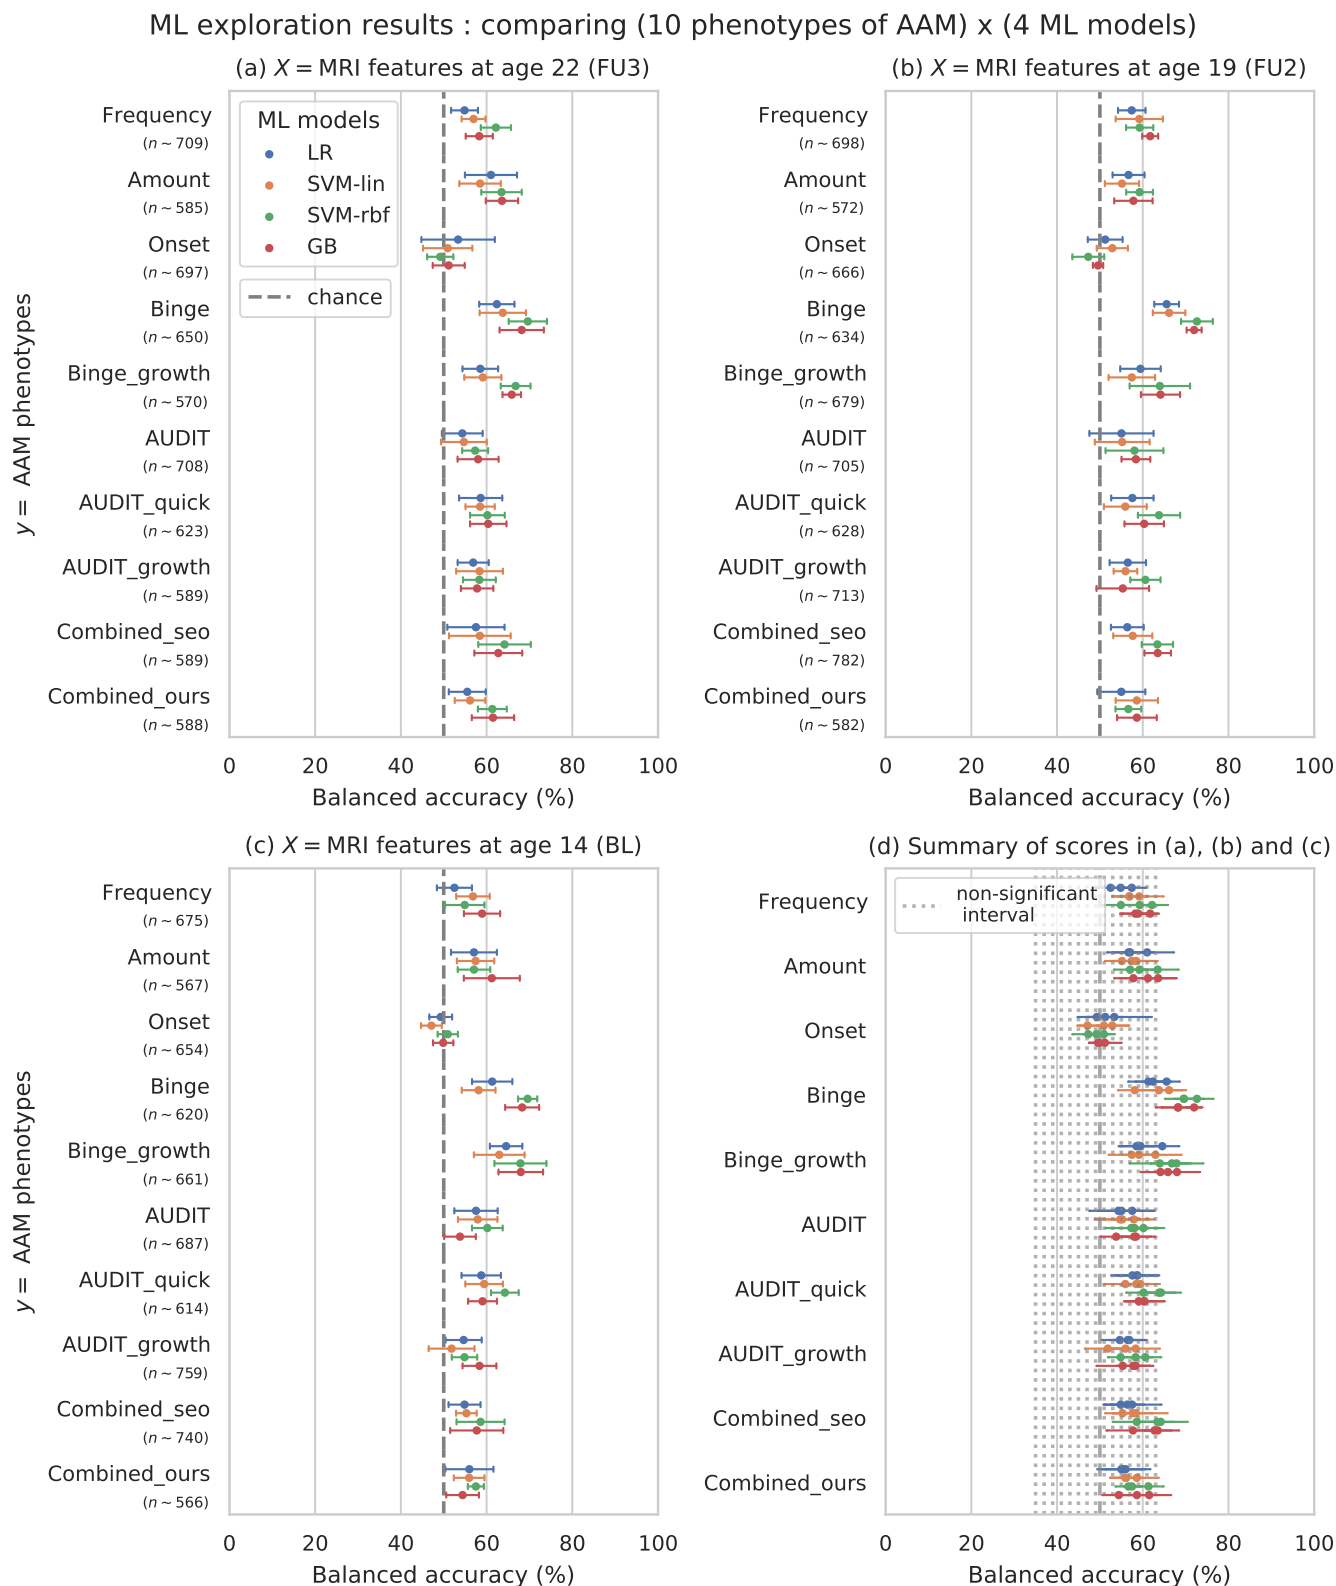 ML exploration results : comparing (10 phenotypes of AAM) x (4 ML models)
(a) X = MRI features at age 22 (FU3)
y = AAM phenotypes
Frequency
(n ~ 709)
Amount
(n ~ 585)
Onset
(n ~ 697)
Binge
(n ~ 650)
Binge_growth
(n ~ 570)
AUDIT
(n ~ 708)
AUDIT_quick
(n ~ 623)
AUDIT_growth
(n ~ 589)
Combined_seo
(n ~ 589)
Combined_ours
(n ~ 588)
ML models
LR
SVM-lin
SVM-rbf
GB
chance
0 20 40 60 80 100
Balanced accuracy (%)
(b) X = MRI features at age 19 (FU2)
Frequency
(n ~ 698)
Amount
(n ~ 572)
Onset
(n ~ 666)
Binge
(n ~ 634)
Binge_growth
(n ~ 679)
AUDIT
(n ~ 705)
AUDIT_quick
(n ~ 628)
AUDIT_growth
(n ~ 713)
Combined_seo
(n ~ 782)
Combined_ours
(n ~ 582)
0 20 40 60 80 100
Balanced accuracy (%)
(c) X = MRI features at age 14 (BL)
y = AAM phenotypes
Frequency
(n ~ 675)
Amount
(n ~ 567)
Onset
(n ~ 654)
Binge
(n ~ 620)
Binge_growth
(n ~ 661)
AUDIT
(n ~ 687)
AUDIT_quick
(n ~ 614)
AUDIT_growth
(n ~ 759)
Combined_seo
(n ~ 740)
Combined_ours
(n ~ 566)
0 20 40 60 80 100
Balanced accuracy (%)
(d) Summary of scores in (a), (b) and (c)
non-significant
interval
Frequency
Amount
Onset
Binge
Binge_growth
AUDIT
AUDIT_quick
AUDIT_growth
Combined_seo
Combined_ours
0 20 40 60 80 100
Balanced accuracy (%)